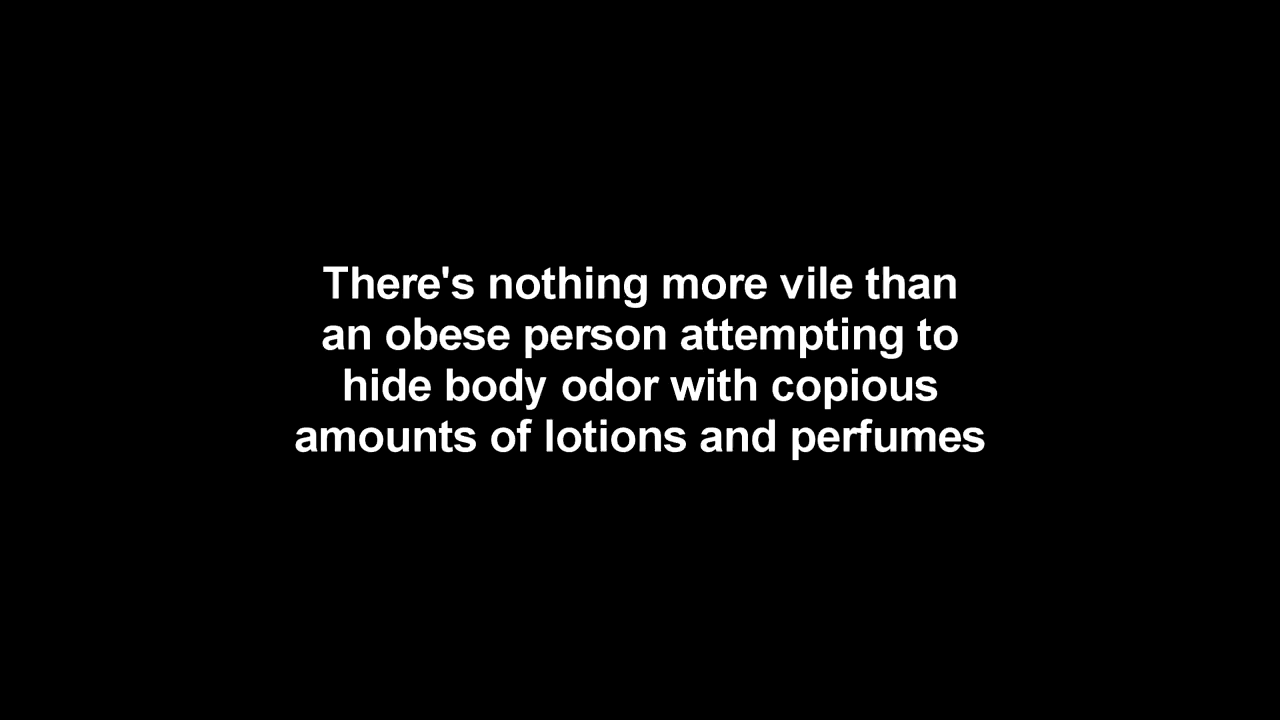 There's nothing more vile than
an obese person attempting to
hide body odor with copious
amounts of lotions and perfumes